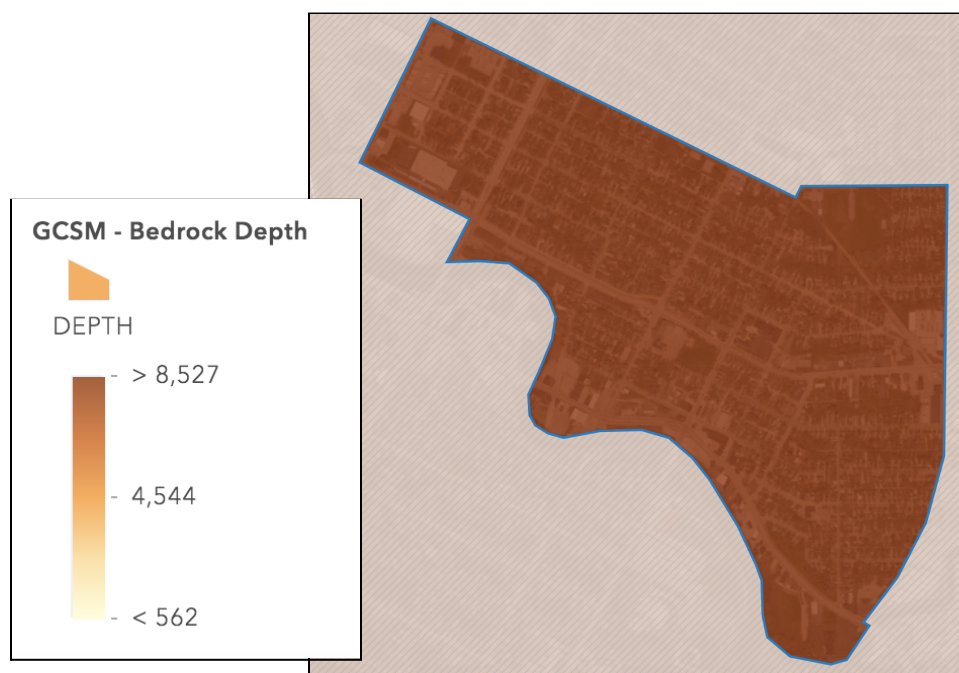 GCSM - Bedrock Depth
DEPTH
> 8,527
4,544
< 562